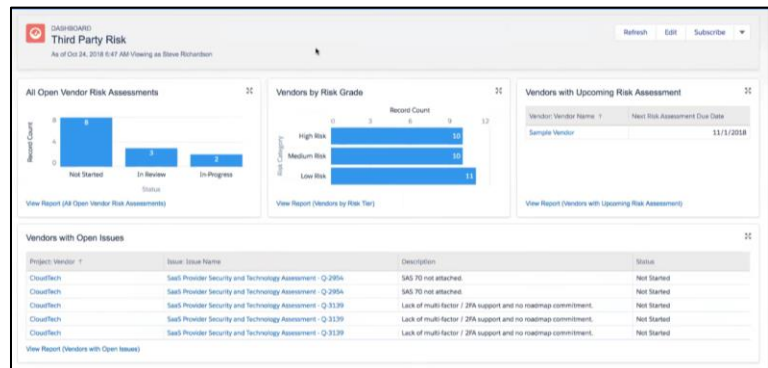 DASHBOARD
Third Party Risk
As of Oct 24, 2018 6:47 AM Viewing as Steve Richardson
Refresh Edit Subscribe
All Open Vendor Risk Assessments
Record Count
8
4
0
8
3
2
Not Started In Review In-Progress
Status
View Report (All Open Vendor Risk Assessments)
Vendors by Risk Grade
Record Count
0 3 6 9 12
Risk Category
High Risk 10
Medium Risk 10
Low Risk 11
View Report (Vendors by Risk Tier)
Vendors with Upcoming Risk Assessment
Vendor: Vendor Name ↑ Next Risk Assessment Due Date
Sample Vendor 11/1/2018
View Report (Vendors with Upcoming Risk Assessment)
Vendors with Open Issues
Project: Vendor ↑ Issue: Issue Name Description Status
CloudTech SaaS Provider Security and Technology Assessment - Q-2954 SAS 70 not attached. Not Started
CloudTech SaaS Provider Security and Technology Assessment - Q-2954 SAS 70 not attached. Not Started
CloudTech SaaS Provider Security and Technology Assessment - Q-3139 Lack of multi-factor / 2FA support and no roadmap commitment. Not Started
CloudTech SaaS Provider Security and Technology Assessment - Q-3139 Lack of multi-factor / 2FA support and no roadmap commitment. Not Started
CloudTech SaaS Provider Security and Technology Assessment - Q-3139 Lack of multi-factor / 2FA support and no roadmap commitment. Not Started
View Report (Vendors with Open Issues)